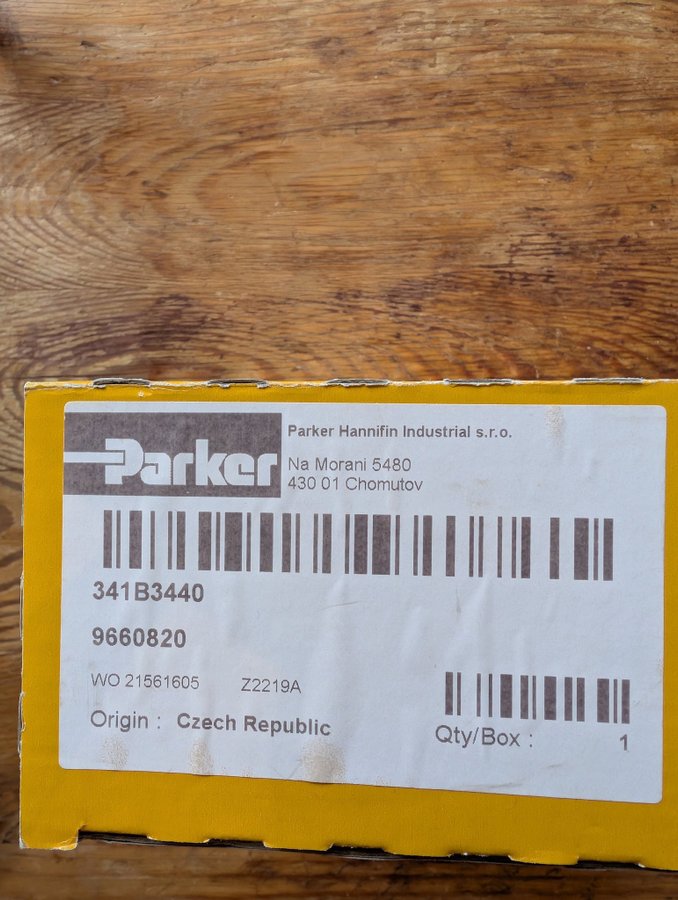 Parker
Parker Hannifin Industrial s.r.o.
Na Morani 5480
430 01 Chomutov
341B3440
9660820
WO 21561605 Z2219A
Origin : Czech Republic
Qty/Box : 1